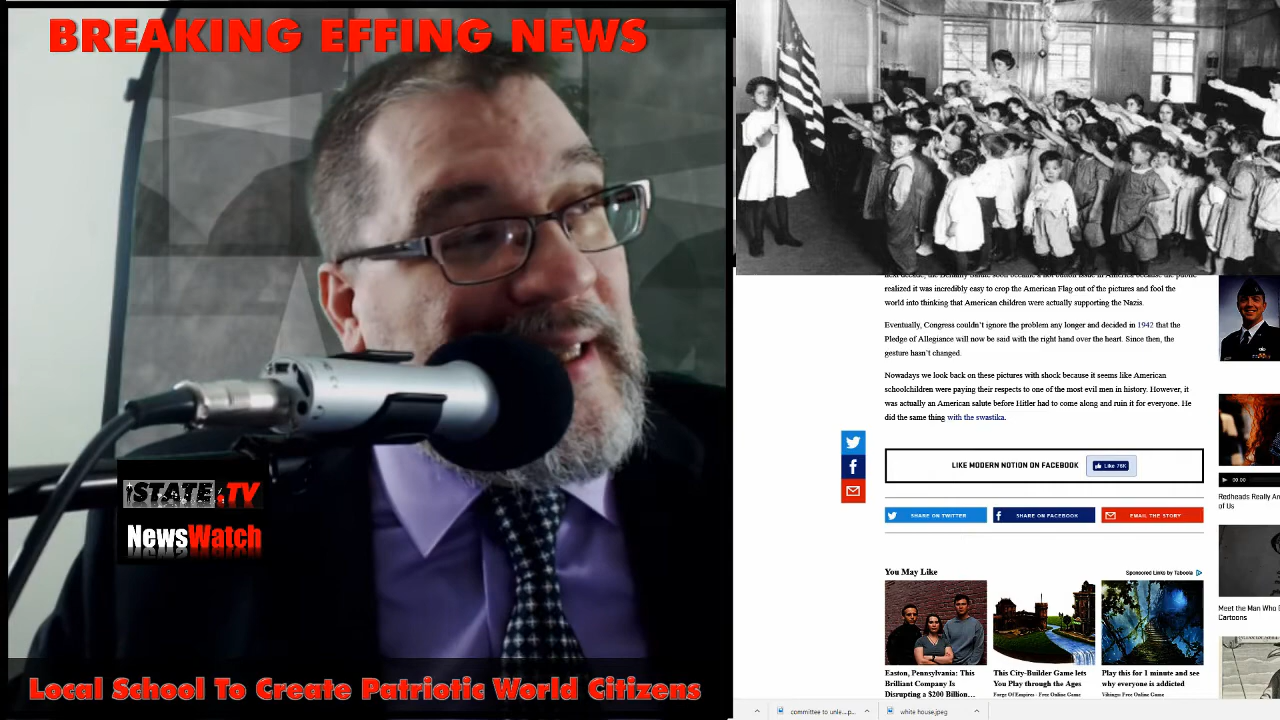 BREAKING EFFING NEWS
iSTATE.TV
NewsWatch
Local School To Create Patriotic World Citizens
realized it was incredibly easy to crop the American Flag out of the pictures and fool the
world into thinking that American children were actually supporting the Nazis.
Eventually, Congress couldn't ignore the problem any longer and decided in 1942 that the
Pledge of Allegiance will now be said with the right hand over the heart. Since then, the
gesture hasn't changed.
Nowadays we look back on these pictures with shock because it seems like American
schoolchildren were paying their respects to one of the most evil men in history. However, it
was actually an American salute before Hitler had to come along and ruin it for everyone. He
did the same thing with the swastika.
LIKE MODERN NOTION ON FACEBOOK
Like 76K
SHARE ON TWITTER
SHARE ON FACEBOOK
EMAIL THE STORY
You May Like
Sponsored Links by Taboola
Easton, Pennsylvania: This
Brilliant Company Is
Disrupting a $200 Billion...
This City-Builder Game lets
You Play through the Ages
Forge Of Empires - Free Online Game
Play this for 1 minute and see
why everyone is addicted
Vikings: Free Online Game
00:00
Redheads Really Ar
of Us
Meet the Man Who
Cartoons
committee to unle....p...
white house.jpeg